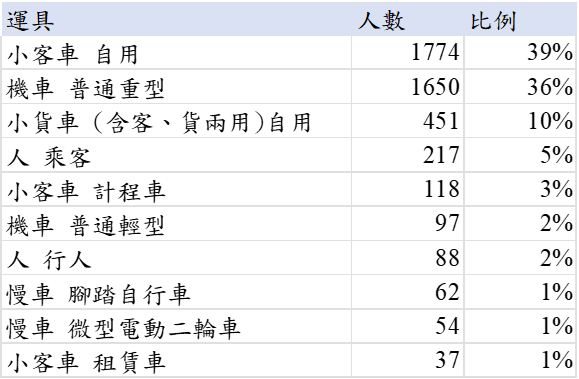 運具 人數 比例
小客車 自用 1774 39%
機車 普通重型 1650 36%
小貨車 (含客、貨兩用)自用 451 10%
人 乘客 217 5%
小客車 計程車 118 3%
機車 普通輕型 97 2%
人 行人 88 2%
慢車 腳踏自行車 62 1%
慢車 微型電動二輪車 54 1%
小客車 租賃車 37 1%